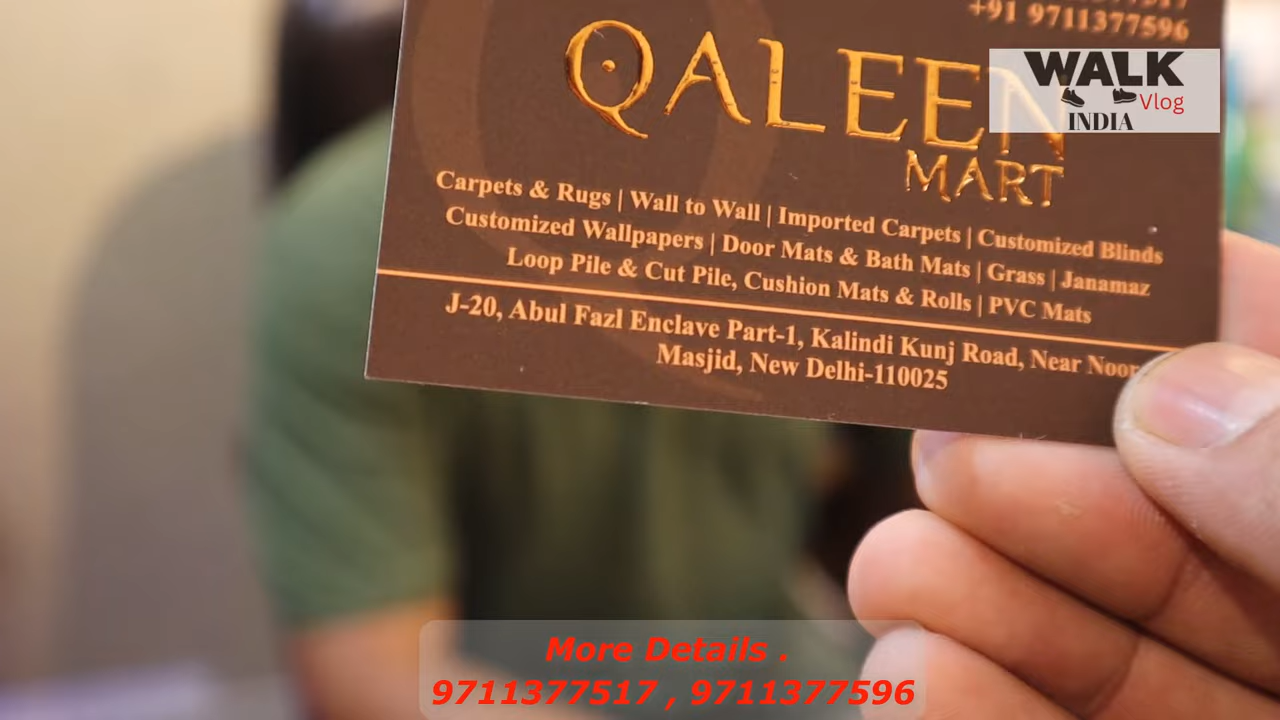 +91 9711377596
QALEEN
MART
Carpets & Rugs | Wall to Wall | Imported Carpets | Customized Blinds
Customized Wallpapers | Door Mats & Bath Mats | Grass | Janamaz
Loop Pile & Cut Pile, Cushion Mats & Rolls | PVC Mats
J-20, Abul Fazl Enclave Part-1, Kalindi Kunj Road, Near Noor
Masjid, New Delhi-110025
WALK
Vlog
INDIA
More Details .
9711377517 , 9711377596